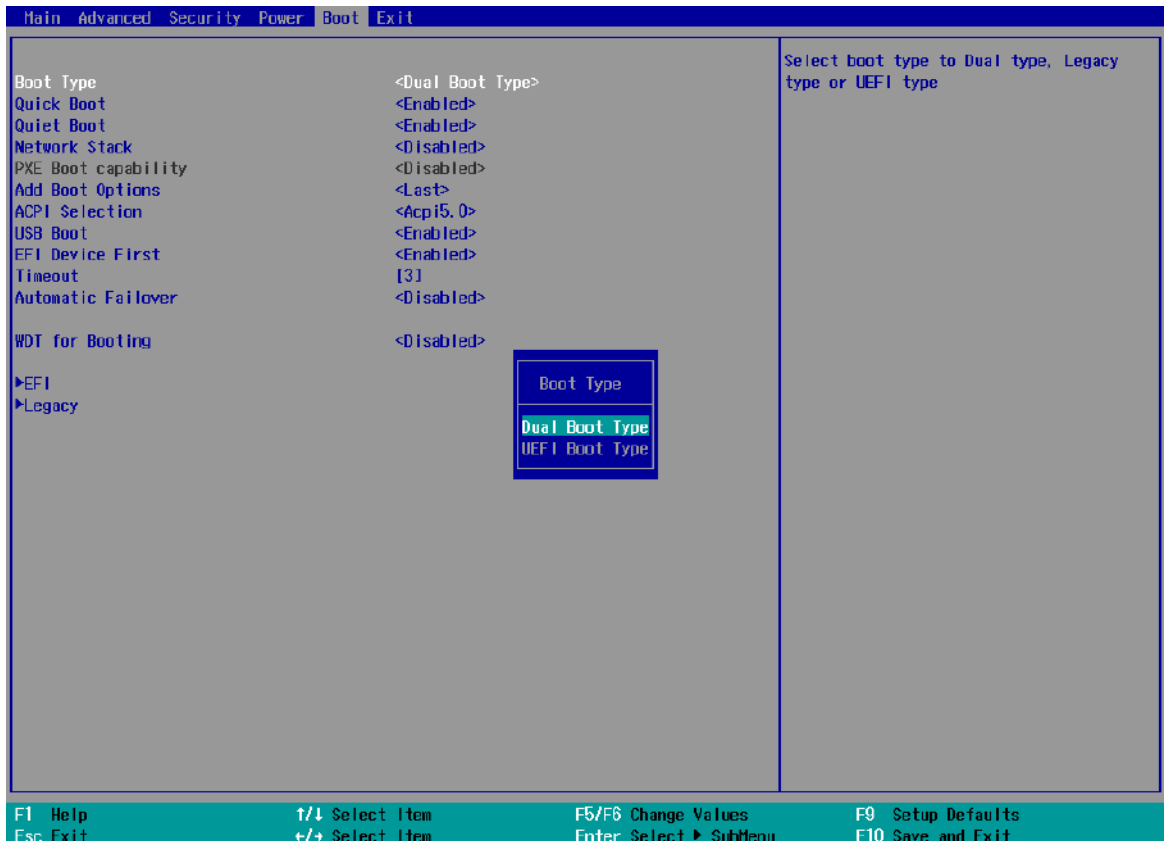 Main Advanced Security Power Boot Exit
Select boot type to Dual type, Legacy
type or UEFI type
Boot Type <Dual Boot Type>
Quick Boot <Enabled>
Quiet Boot <Enabled>
Network Stack <Disabled>
PXE Boot capability <Disabled>
Add Boot Options <Last>
ACPI Selection <Acpi5.0>
USB Boot <Enabled>
EFI Device First <Enabled>
Timeout [3]
Automatic Failover <Disabled>
WDT for Booting <Disabled>
▶EFI
▶Legacy
Boot Type
Dual Boot Type
UEFI Boot Type
F1 Help ↑/↓ Select Item F5/F6 Change Values F9 Setup Defaults
Esc Exit ←/→ Select Item Enter Select ▶ SubMenu F10 Save and Exit